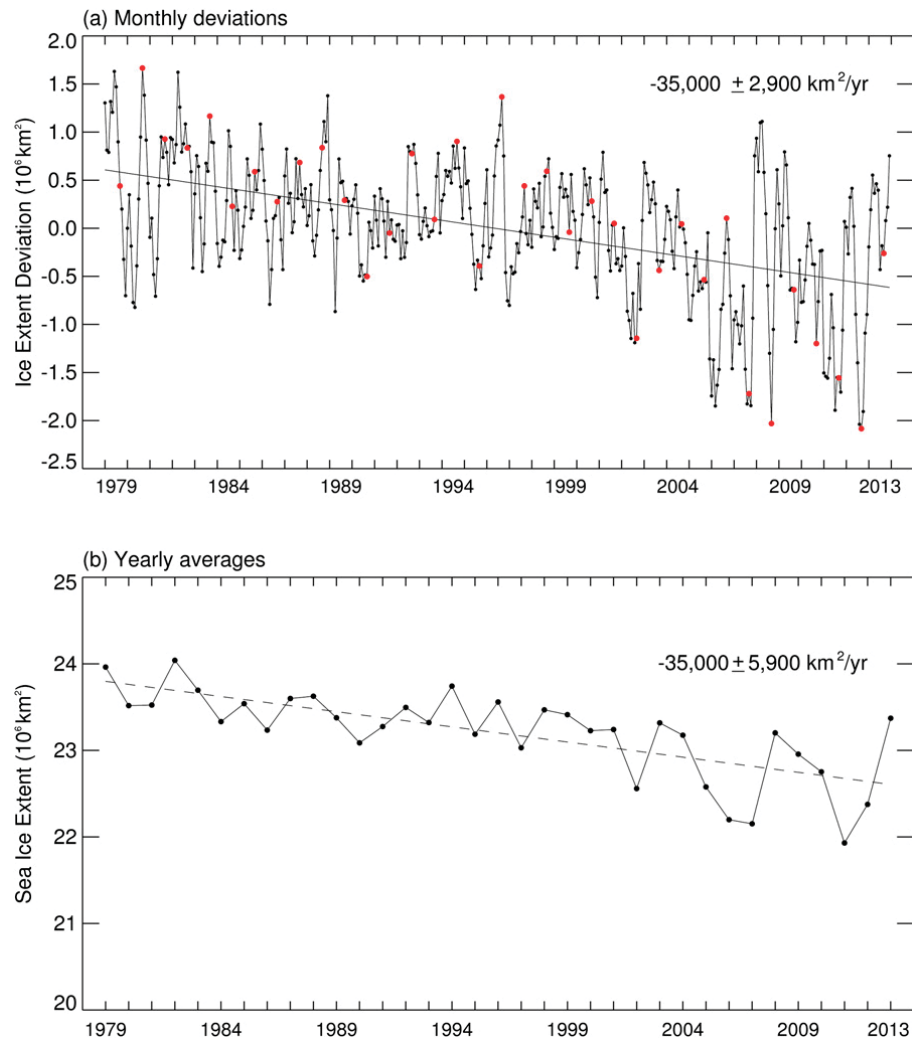 (a) Monthly deviations
2.0
1.5
1.0
0.5
0.0
-0.5
-1.0
-1.5
-2.0
-2.5
Ice Extent Deviation (10⁶ km²)
-35,000 ± 2,900 km²/yr
1979 1984 1989 1994 1999 2004 2009 2013
(b) Yearly averages
25
24
23
22
21
20
Sea Ice Extent (10⁶ km²)
-35,000 ± 5,900 km²/yr
1979 1984 1989 1994 1999 2004 2009 2013